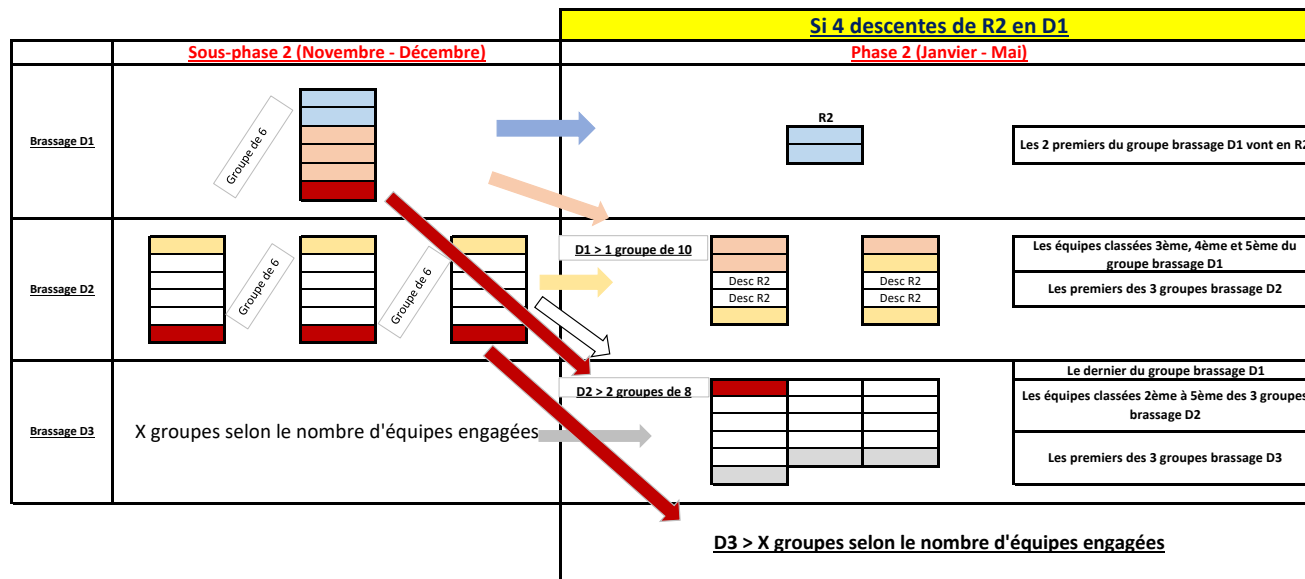 Si 4 descentes de R2 en D1
Sous-phase 2 (Novembre - Décembre)
Phase 2 (Janvier - Mai)
Brassage D1
Groupe de 6
R2
Les 2 premiers du groupe brassage D1 vont en R2
Brassage D2
Groupe de 6
Groupe de 6
D1 > 1 groupe de 10
Desc R2
Desc R2
Desc R2
Desc R2
Les équipes classées 3ème, 4ème et 5ème du
groupe brassage D1
Les premiers des 3 groupes brassage D2
Brassage D3
X groupes selon le nombre d'équipes engagées
D2 > 2 groupes de 8
Le dernier du groupe brassage D1
Les équipes classées 2ème à 5ème des 3 groupes
brassage D2
Les premiers des 3 groupes brassage D3
D3 > X groupes selon le nombre d'équipes engagées